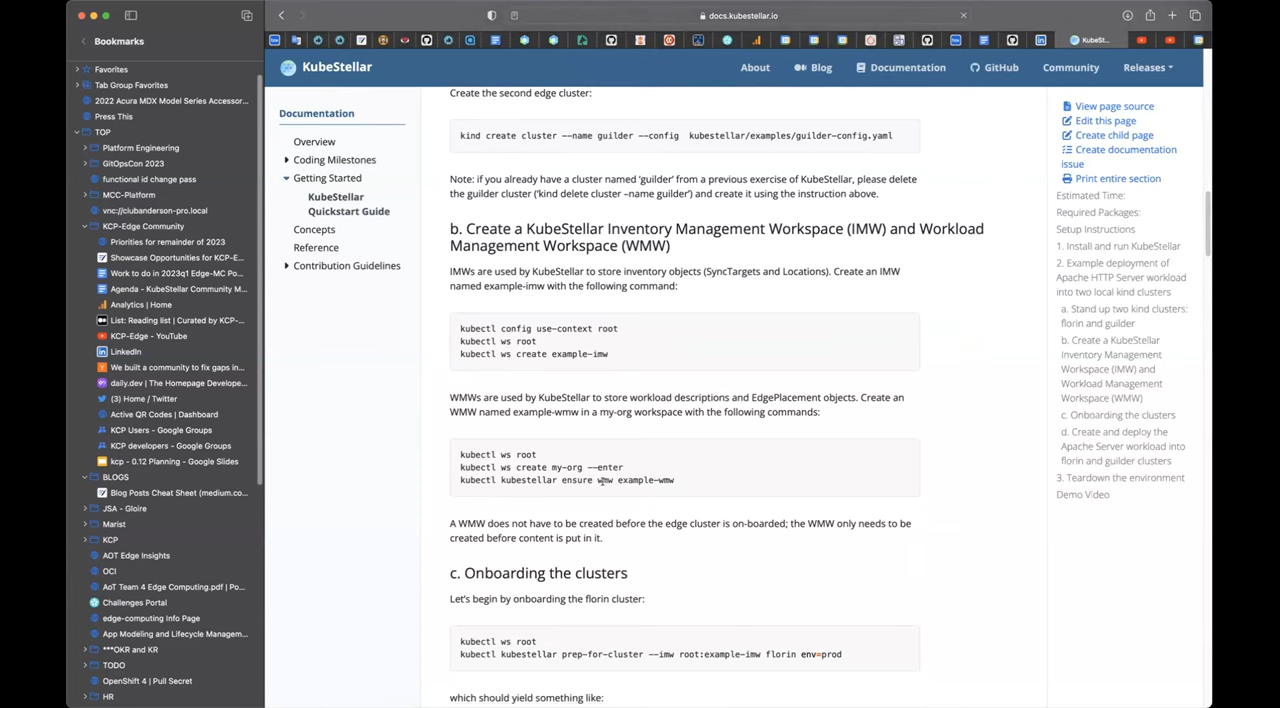 Bookmarks
Favorites
Tab Group Favorites
2022 Acura MDX Model Series Accessor...
Press This
TOP
Platform Engineering
GitOpsCon 2023
functional id change pass
MCC-Platform
vnc://clubanderson-pro.local
KCP-Edge Community
Priorities for remainder of 2023
Showcase Opportunities for KCP-E...
Work to do in 2023q1 Edge-MC Po...
Agenda - KubeStellar Community M...
Analytics | Home
List: Reading list | Curated by KCP-...
KCP-Edge - YouTube
LinkedIn
We built a community to fix gaps in...
daily.dev | The Homepage Develope...
(3) Home / Twitter
Active QR Codes | Dashboard
KCP Users - Google Groups
KCP developers - Google Groups
kcp - 0.12 Planning - Google Slides
BLOGS
Blog Posts Cheat Sheet (medium.co...
JSA - Gloire
Marist
KCP
AOT Edge Insights
OCI
AoT Team 4 Edge Computing.pdf | Po...
Challenges Portal
edge-computing Info Page
App Modeling and Lifecycle Managem...
***OKR and KR
TODO
OpenShift 4 | Pull Secret
HR
docs.kubestellar.io
KubeSt...
KubeStellar
About
Blog
Documentation
GitHub
Community
Releases
Documentation
Overview
Coding Milestones
Getting Started
KubeStellar
Quickstart Guide
Concepts
Reference
Contribution Guidelines
Create the second edge cluster:
kind create cluster --name guilder --config kubestellar/examples/guilder-config.yaml
Note: if you already have a cluster named 'guilder' from a previous exercise of KubeStellar, please delete
the guilder cluster ('kind delete cluster –name guilder') and create it using the instruction above.
b. Create a KubeStellar Inventory Management Workspace (IMW) and Workload
Management Workspace (WMW)
IMWs are used by KubeStellar to store inventory objects (SyncTargets and Locations). Create an IMW
named example-imw with the following command:
kubectl config use-context root
kubectl ws root
kubectl ws create example-imw
WMWs are used by KubeStellar to store workload descriptions and EdgePlacement objects. Create an
WMW named example-wmw in a my-org workspace with the following commands:
kubectl ws root
kubectl ws create my-org --enter
kubectl kubestellar ensure wmw example-wmw
A WMW does not have to be created before the edge cluster is on-boarded; the WMW only needs to be
created before content is put in it.
c. Onboarding the clusters
Let's begin by onboarding the florin cluster:
kubectl ws root
kubectl kubestellar prep-for-cluster --imw root:example-imw florin env=prod
which should yield something like:
View page source
Edit this page
Create child page
Create documentation
issue
Print entire section
Estimated Time:
Required Packages:
Setup Instructions
1. Install and run KubeStellar
2. Example deployment of
Apache HTTP Server workload
into two local kind clusters
a. Stand up two kind clusters:
florin and guilder
b. Create a KubeStellar
Inventory Management
Workspace (IMW) and
Workload Management
Workspace (WMW)
c. Onboarding the clusters
d. Create and deploy the
Apache Server workload into
florin and guilder clusters
3. Teardown the environment
Demo Video